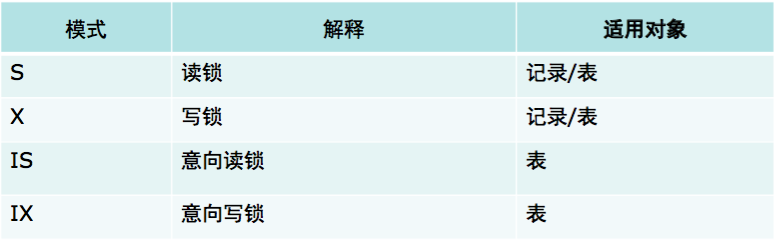 模式 解释 适用对象
S 读锁 记录/表
X 写锁 记录/表
IS 意向读锁 表
IX 意向写锁 表